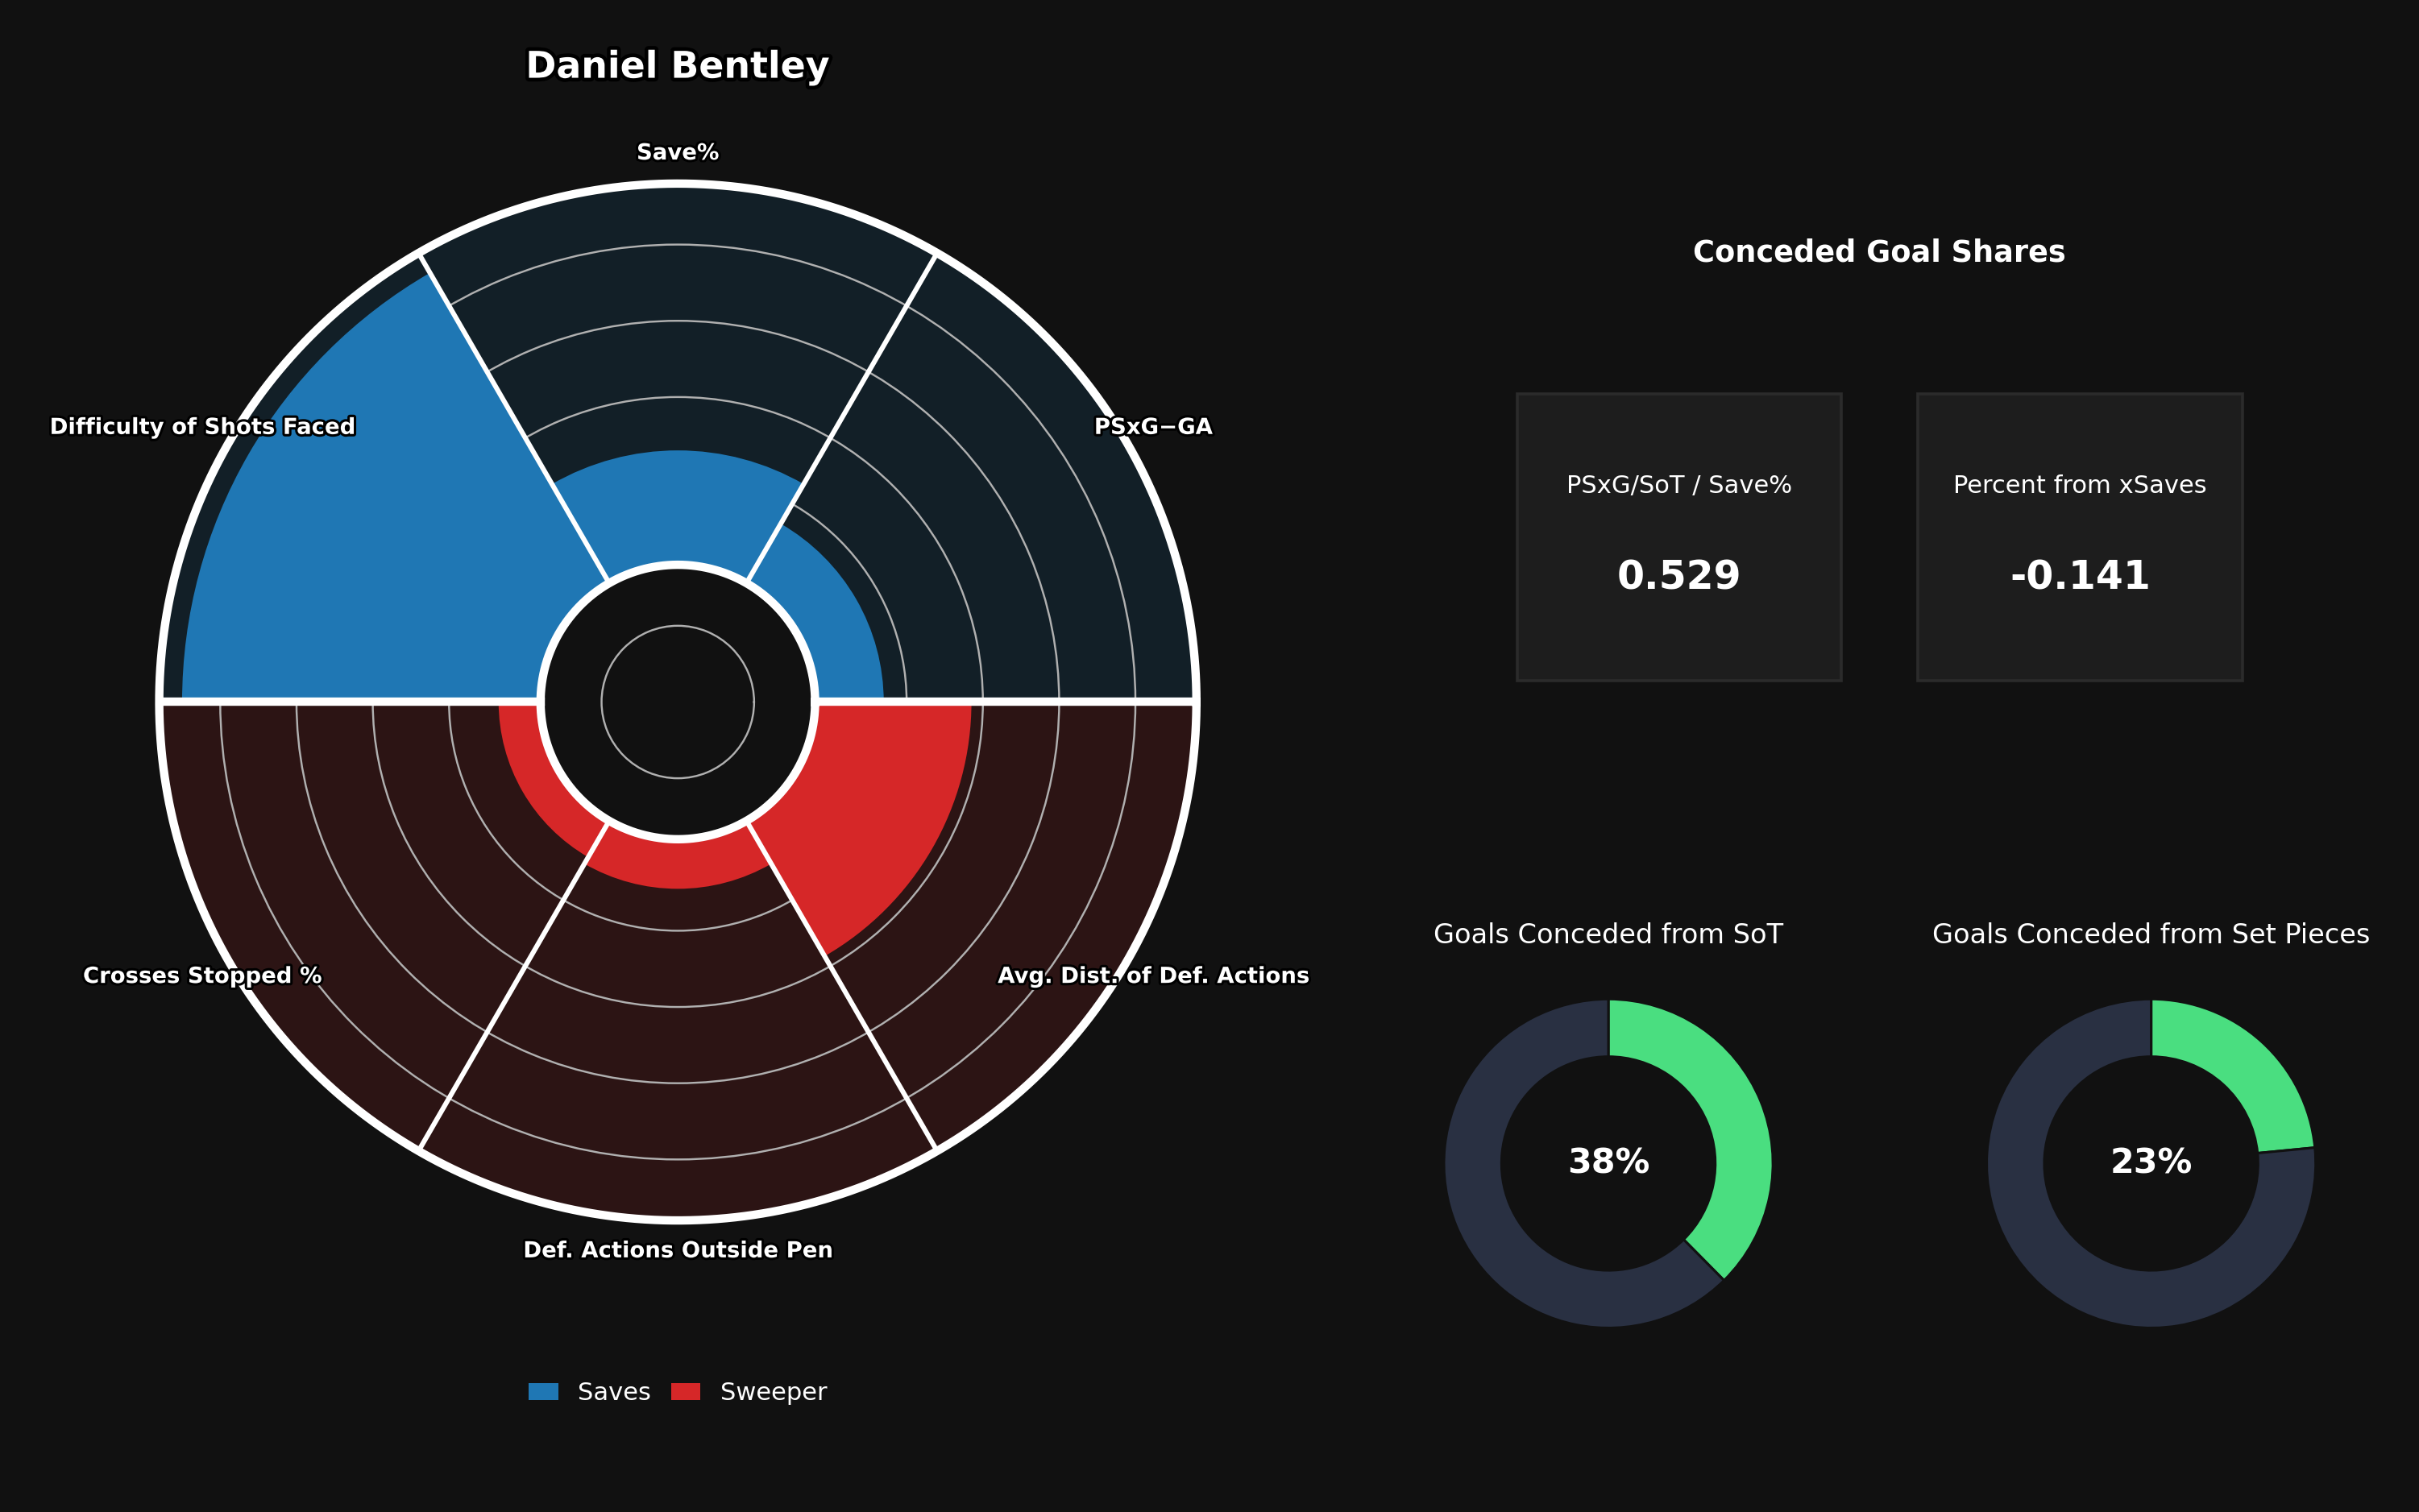 Daniel Bentley
Save%
Difficulty of Shots Faced
PSxG−GA
Crosses Stopped %
Avg. Dist. of Def. Actions
Def. Actions Outside Pen
Saves
Sweeper
Conceded Goal Shares
PSxG/SoT / Save%
0.529
Percent from xSaves
-0.141
Goals Conceded from SoT
38%
Goals Conceded from Set Pieces
23%